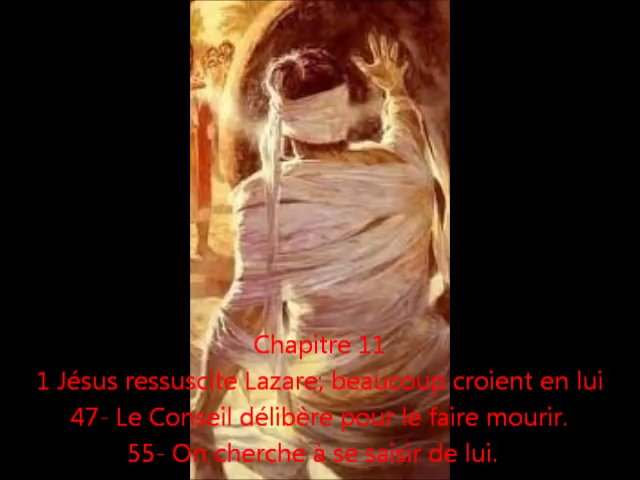 Chapitre 11
1 Jésus ressuscite Lazare; beaucoup croient en lui
47- Le Conseil délibère pour le faire mourir.
55- On cherche à se saisir de lui.